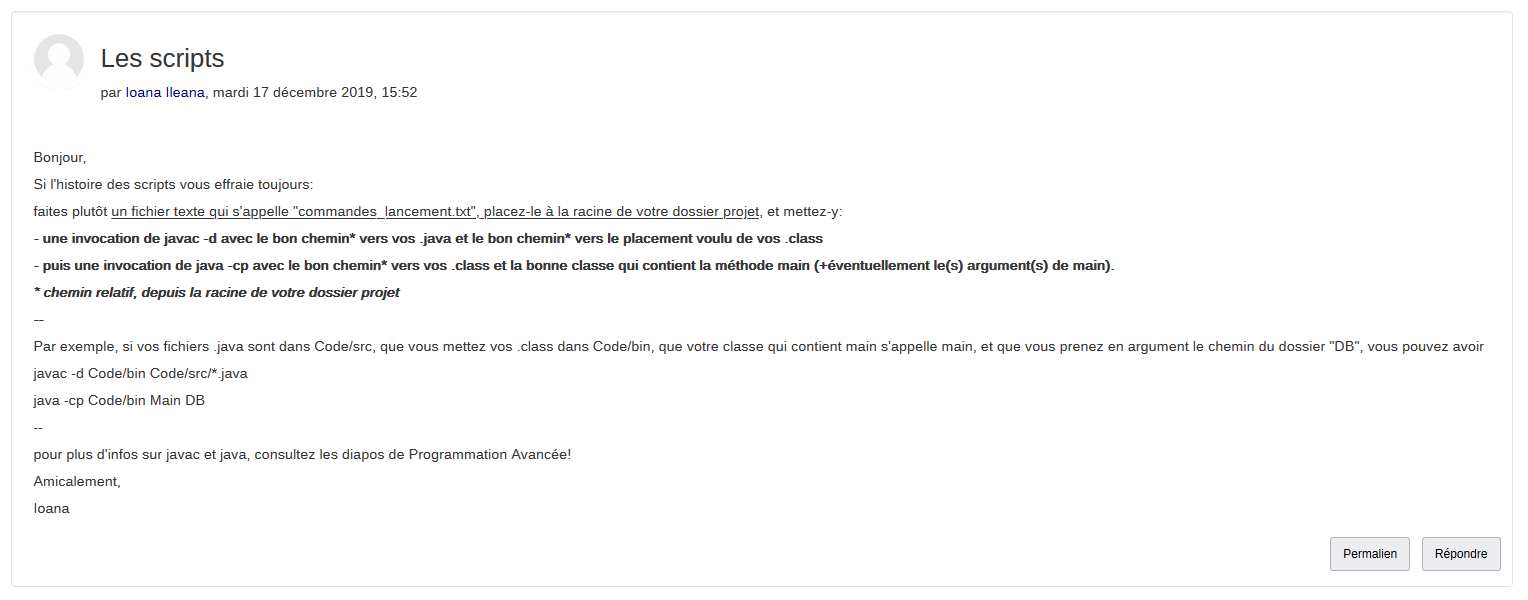 Les scripts
par Ioana Ileana, mardi 17 décembre 2019, 15:52
Bonjour,
Si l'histoire des scripts vous effraie toujours:
faites plutôt un fichier texte qui s'appelle "commandes_lancement.txt", placez-le à la racine de votre dossier projet, et mettez-y:
- une invocation de javac -d avec le bon chemin* vers vos .java et le bon chemin* vers le placement voulu de vos .class
- puis une invocation de java -cp avec le bon chemin* vers vos .class et la bonne classe qui contient la méthode main (+éventuellement le(s) argument(s) de main).
* chemin relatif, depuis la racine de votre dossier projet
--
Par exemple, si vos fichiers .java sont dans Code/src, que vous mettez vos .class dans Code/bin, que votre classe qui contient main s'appelle main, et que vous prenez en argument le chemin du dossier "DB", vous pouvez avoir
javac -d Code/bin Code/src/*.java
java -cp Code/bin Main DB
--
pour plus d'infos sur javac et java, consultez les diapos de Programmation Avancée!
Amicalement,
Ioana
Permalien Répondre